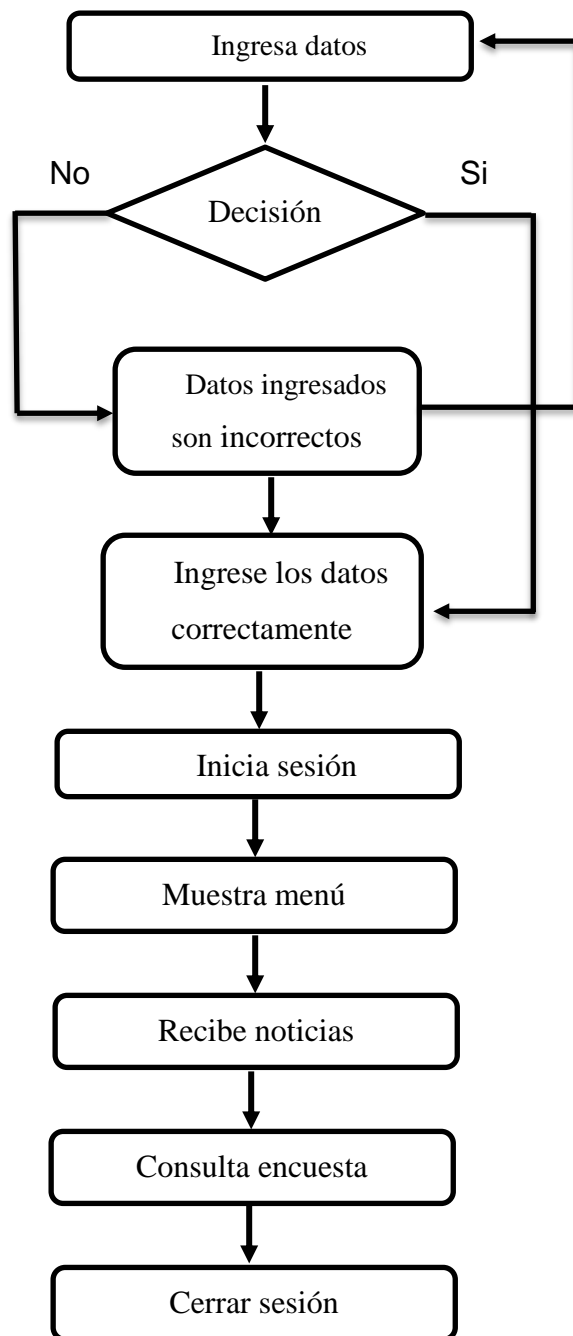 Ingresa datos
No
Si
Decisión
Datos ingresados
son incorrectos
Ingrese los datos
correctamente
Inicia sesión
Muestra menú
Recibe noticias
Consulta encuesta
Cerrar sesión